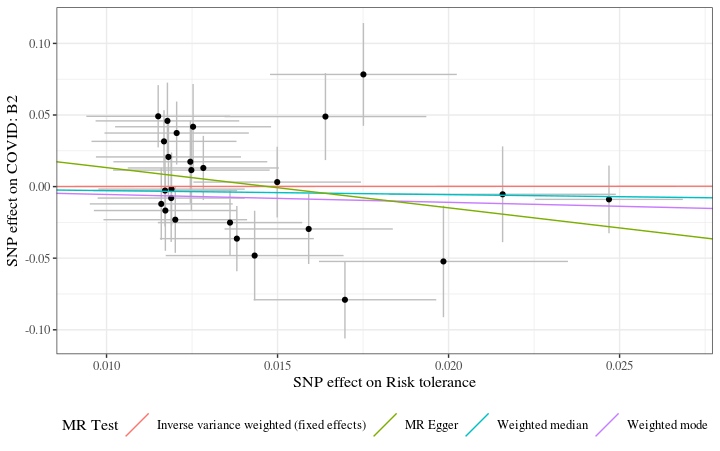 0.10
0.05
0.00
-0.05
-0.10
SNP effect on COVID: B2
0.010 0.015 0.020 0.025
SNP effect on Risk tolerance
MR Test Inverse variance weighted (fixed effects) MR Egger Weighted median Weighted mode